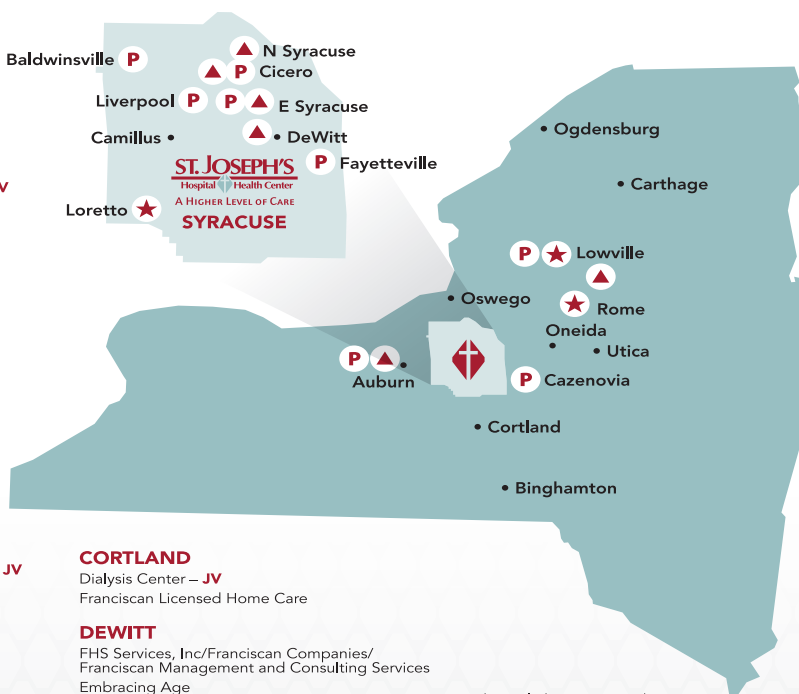 N Syracuse
Baldwinsville P
P Cicero
Liverpool P P E Syracuse
Camillus • • DeWitt
P Fayetteville
ST. JOSEPH'S
Hospital Health Center
A HIGHER LEVEL OF CARE
SYRACUSE
Loretto
V
• Ogdensburg
• Carthage
P Lowville
Rome
• Oswego
Oneida
• Utica
P
Auburn
P Cazenovia
• Cortland
• Binghamton
JV
CORTLAND
Dialysis Center – JV
Franciscan Licensed Home Care
DEWITT
FHS Services, Inc/Franciscan Companies/
Franciscan Management and Consulting Services
Embracing Age